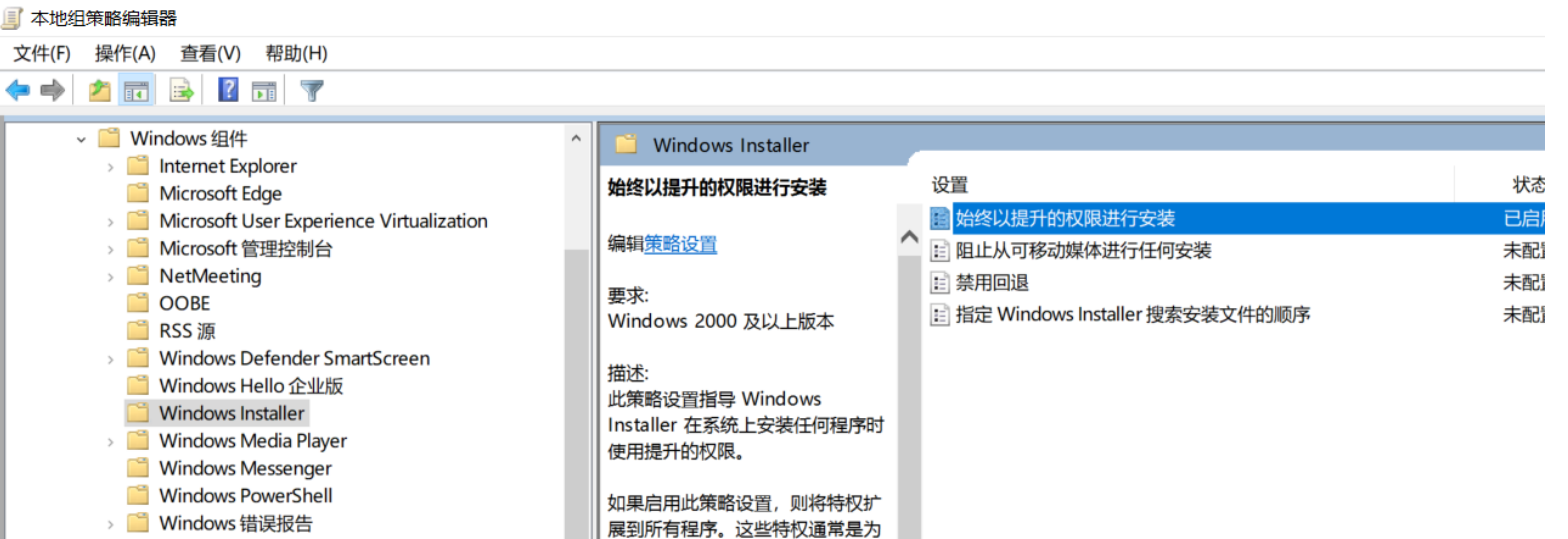 本地组策略编辑器
文件(F) 操作(A) 查看(V) 帮助(H)
Windows 组件
Internet Explorer
Microsoft Edge
Microsoft User Experience Virtualization
Microsoft 管理控制台
NetMeeting
OOBE
RSS 源
Windows Defender SmartScreen
Windows Hello 企业版
Windows Installer
Windows Media Player
Windows Messenger
Windows PowerShell
Windows 错误报告
Windows Installer
始终以提升的权限进行安装
编辑策略设置
要求:
Windows 2000 及以上版本
描述:
此策略设置指导 Windows
Installer 在系统上安装任何程序时
使用提升的权限。
如果启用此策略设置，则将特权扩
展到所有程序。这些特权通常是为
设置 状态
始终以提升的权限进行安装 已启
阻止从可移动媒体进行任何安装 未配
禁用回退 未配
指定 Windows Installer 搜索安装文件的顺序 未配